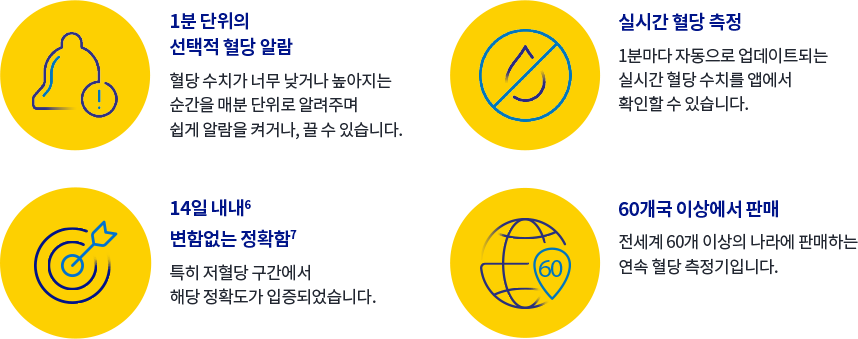 1분 단위의
선택적 혈당 알람
혈당 수치가 너무 낮거나 높아지는
순간을 매분 단위로 알려주며
쉽게 알람을 켜거나, 끌 수 있습니다.
실시간 혈당 측정
1분마다 자동으로 업데이트되는
실시간 혈당 수치를 앱에서
확인할 수 있습니다.
14일 내내⁶
변함없는 정확함⁷
특히 저혈당 구간에서
해당 정확도가 입증되었습니다.
60
60개국 이상에서 판매
전세계 60개 이상의 나라에 판매하는
연속 혈당 측정기입니다.